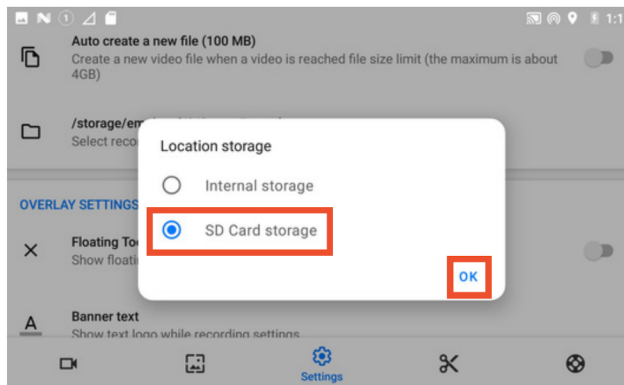 1:1
Auto create a new file (100 MB)
Create a new video file when a video is reached file size limit (the maximum is about
4GB)
/storage/em
Select reco
Location storage
Internal storage
SD Card storage
OK
OVERLAY SETTINGS
Floating To
Show floati
Banner text
Show text logo while recording settings
Settings